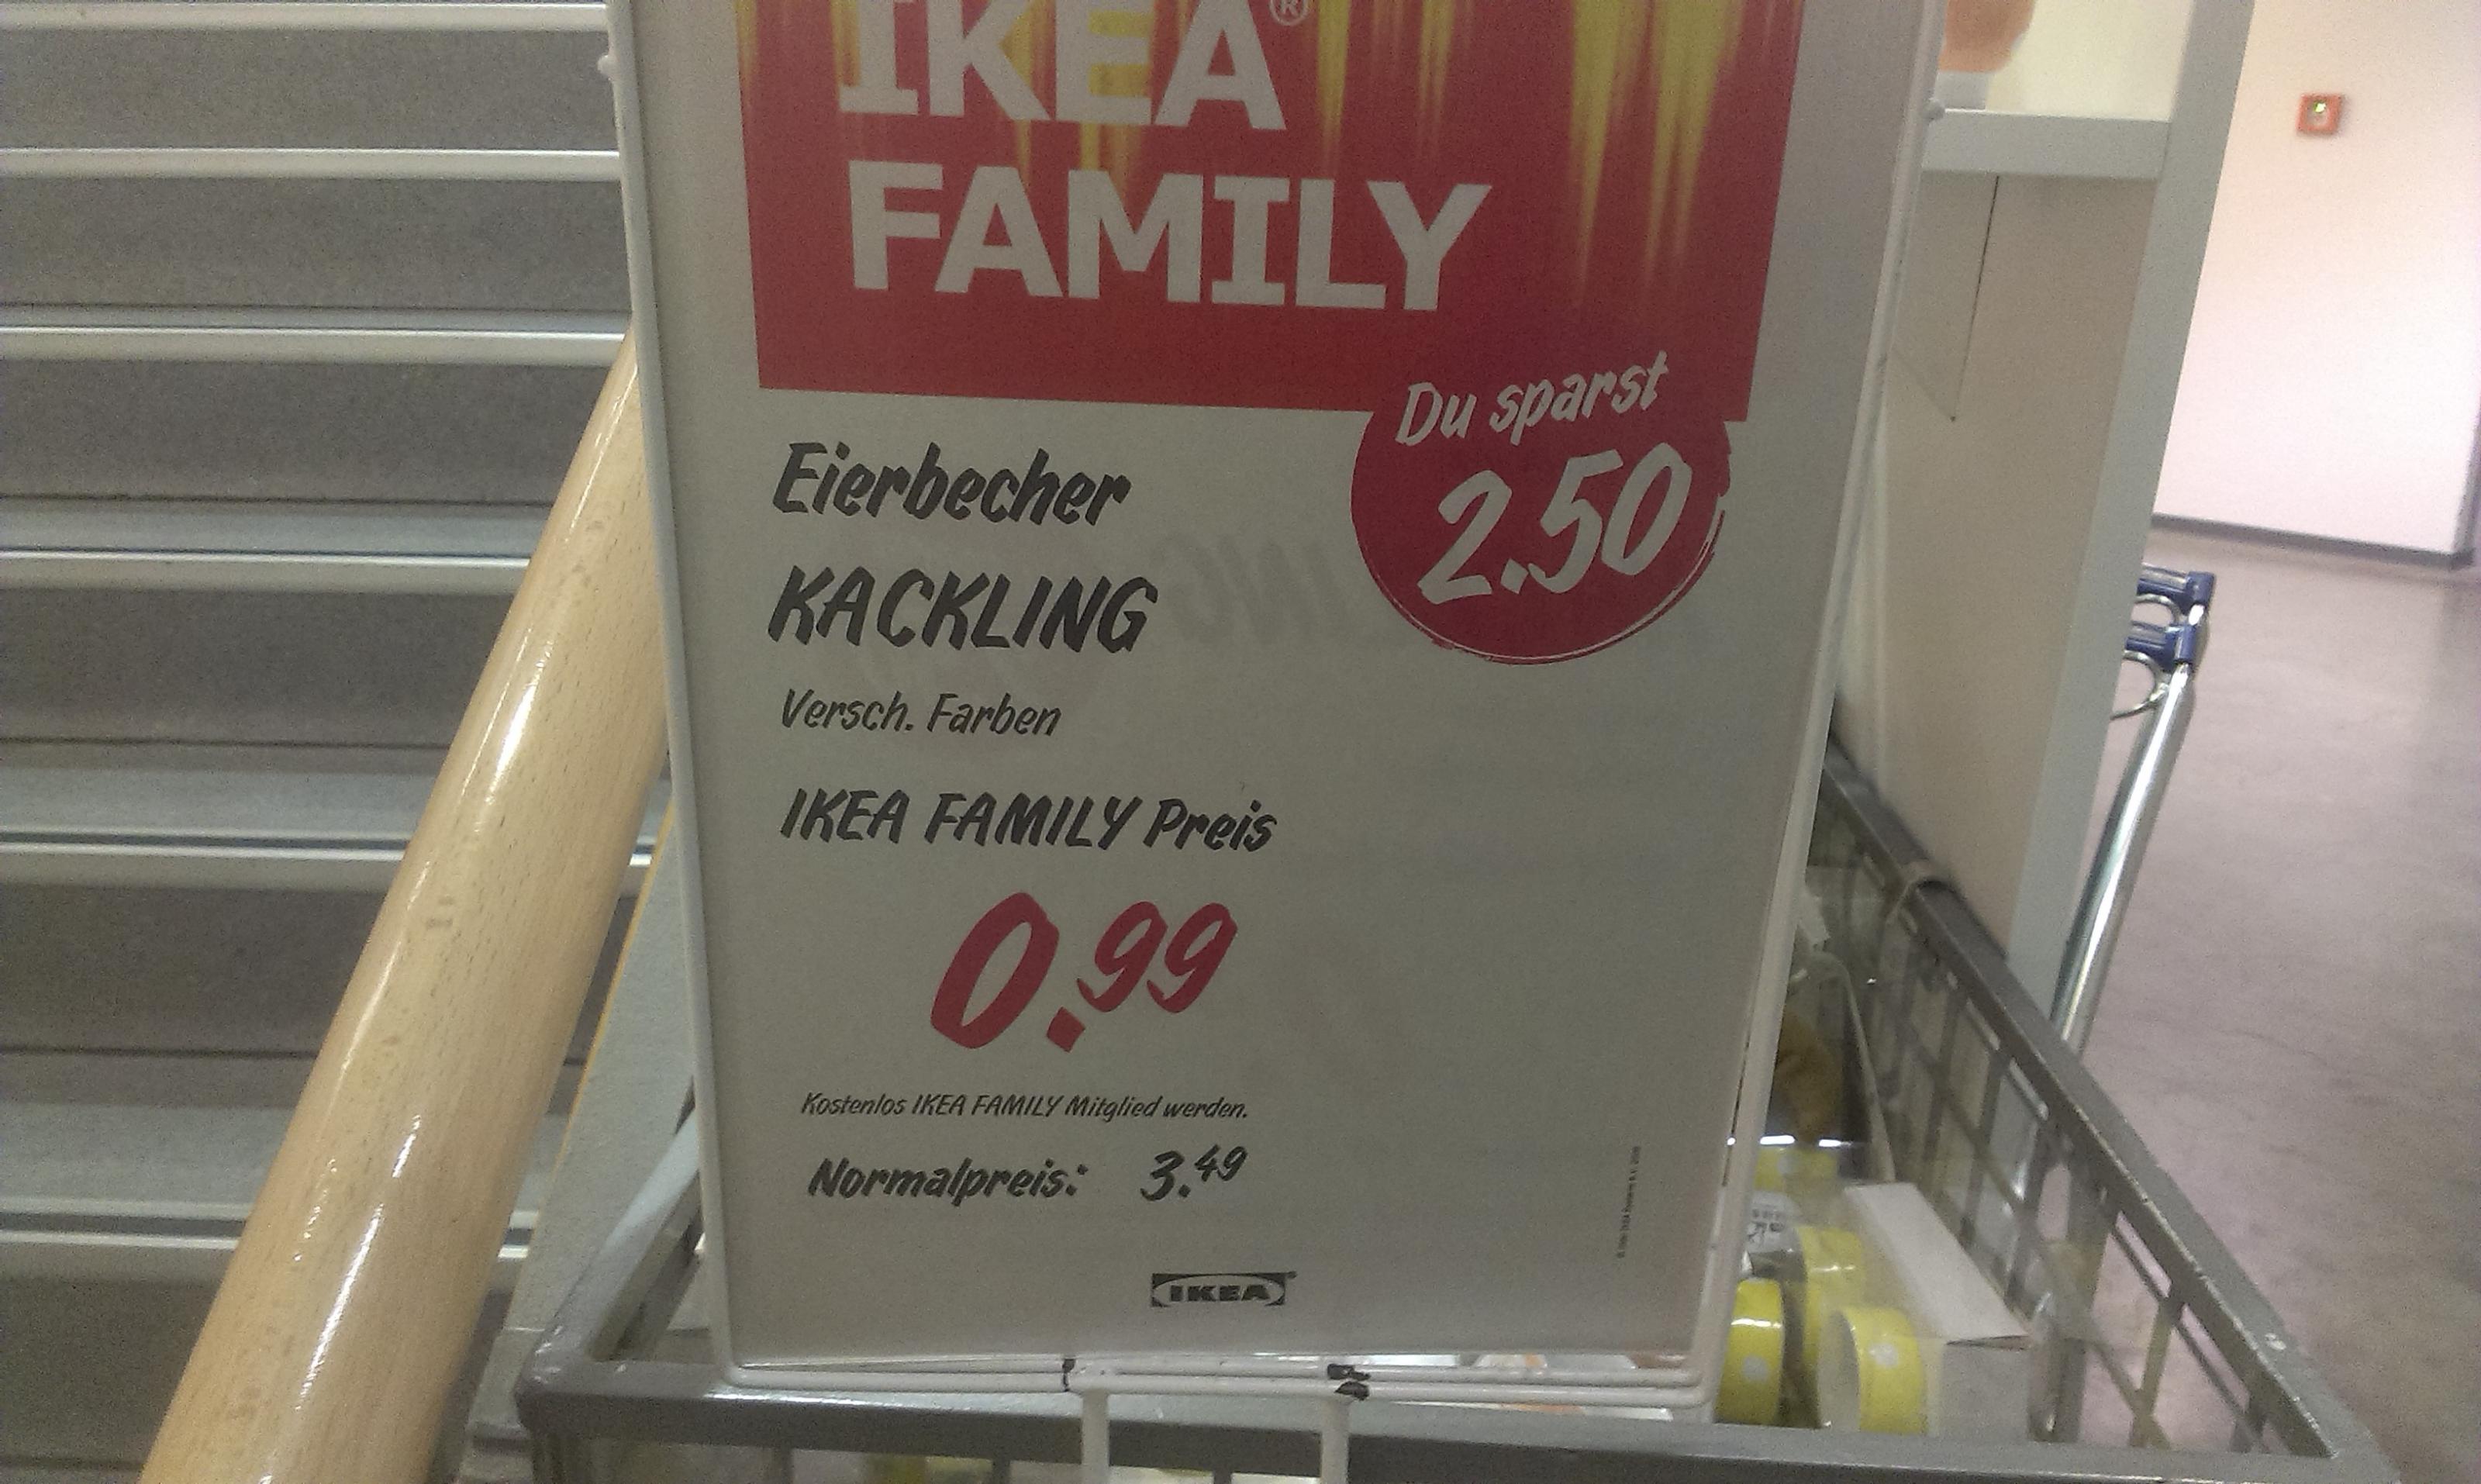 IKEA®
FAMILY
Du sparst
2.50
Eierbecher
KACKLING
Versch. Farben
IKEA FAMILY Preis
0.99
Kostenlos IKEA FAMILY Mitglied werden.
Normalpreis: 3.49
IKEA